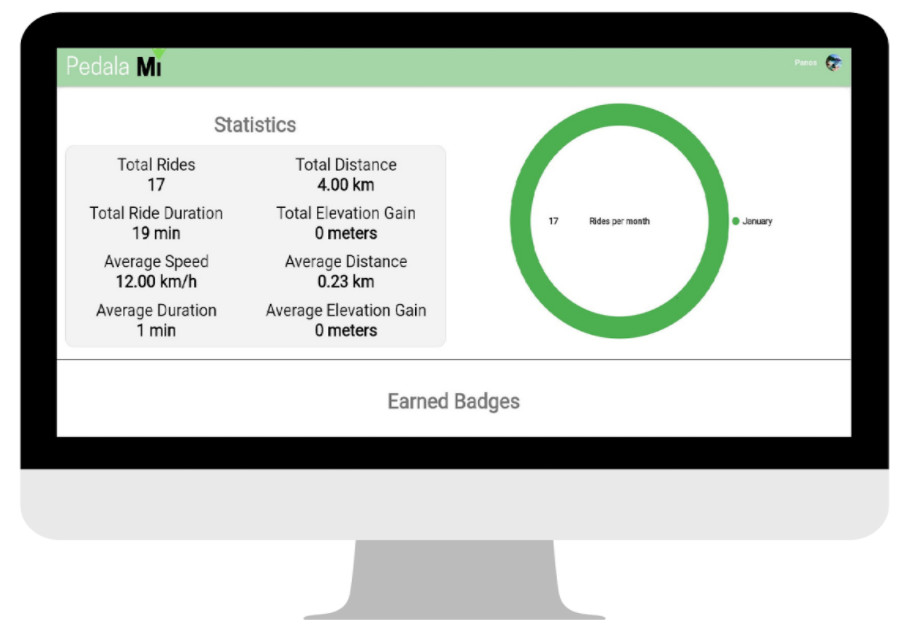 Pedala Mi
Panos
Statistics
Total Rides
17
Total Distance
4.00 km
Total Ride Duration
19 min
Total Elevation Gain
0 meters
Average Speed
12.00 km/h
Average Distance
0.23 km
Average Duration
1 min
Average Elevation Gain
0 meters
17 Rides per month
January
Earned Badges